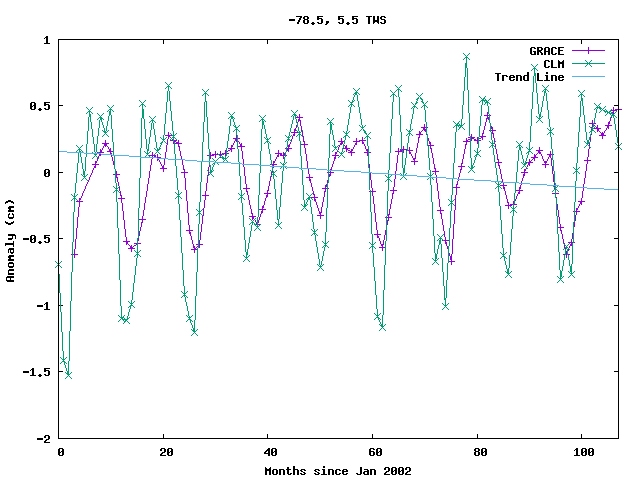 -78.5, 5.5 TWS
GRACE
CLM
Trend Line
1
0.5
0
-0.5
-1
-1.5
-2
Anomaly (cm)
0 20 40 60 80 100
Months since Jan 2002